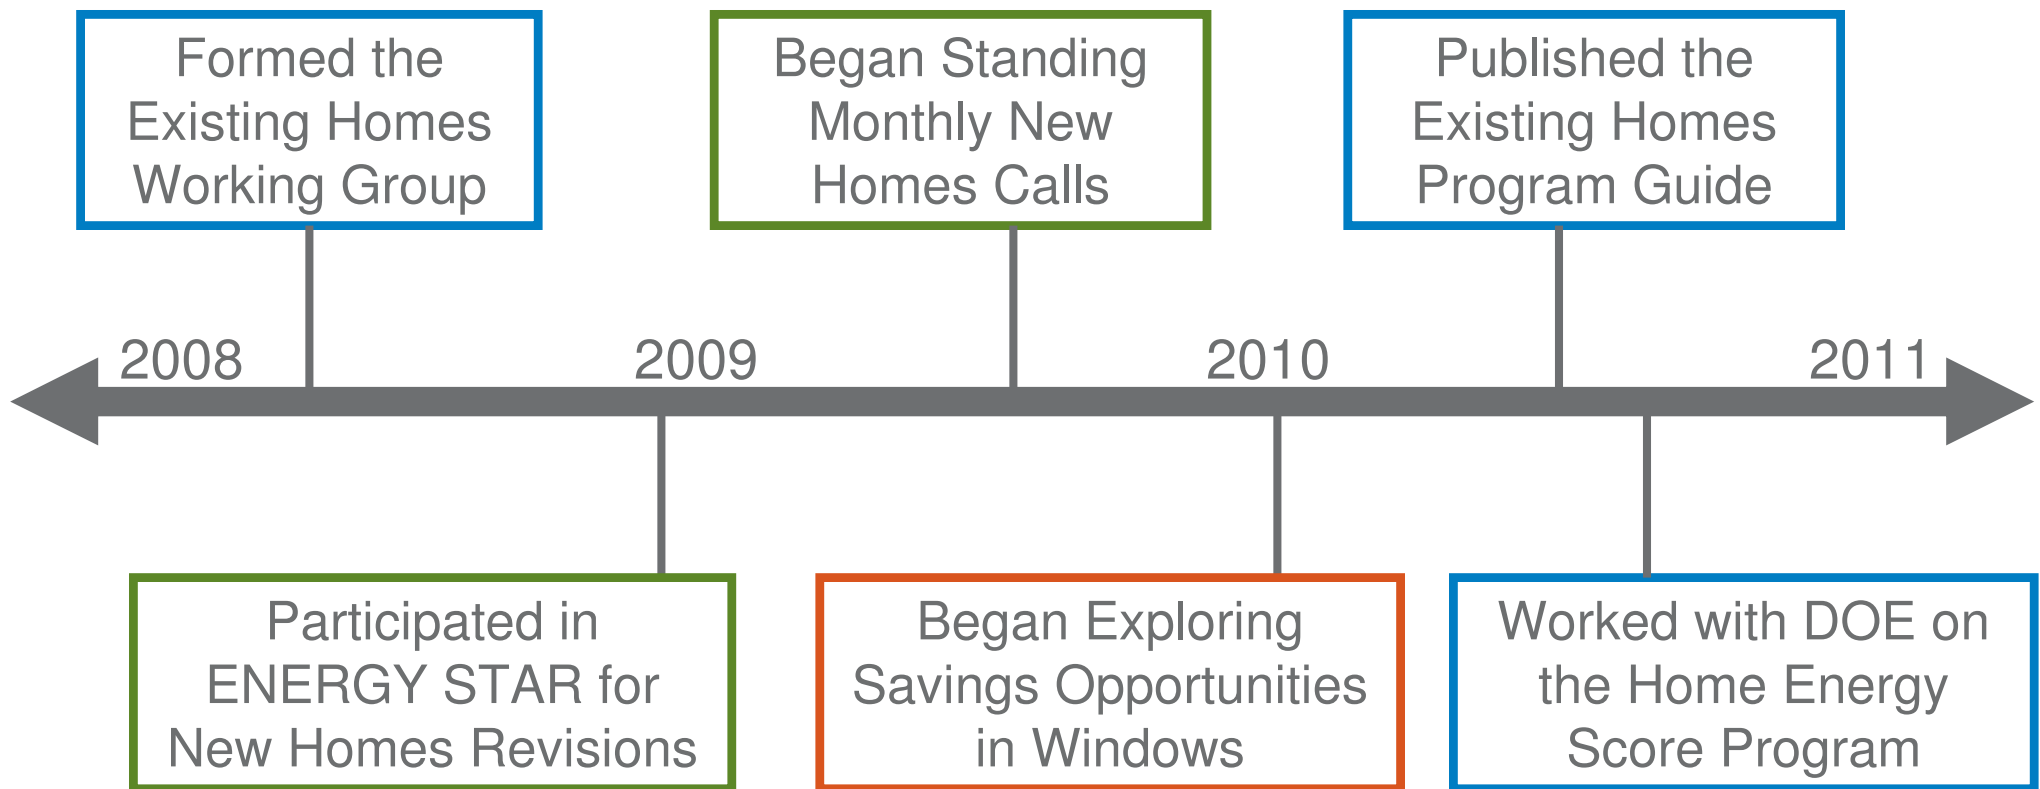 Formed the
Existing Homes
Working Group
Began Standing
Monthly New
Homes Calls
Published the
Existing Homes
Program Guide
2008
2009
2010
2011
Participated in
ENERGY STAR for
New Homes Revisions
Began Exploring
Savings Opportunities
in Windows
Worked with DOE on
the Home Energy
Score Program